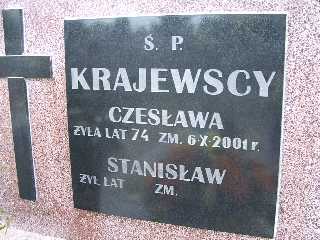 Ś. P.
KRAJEWSCY
CZESŁAWA
ŻYŁA LAT 74 ZM. 6-X-2001 r.
STANISŁAW
ŻYŁ LAT ZM.